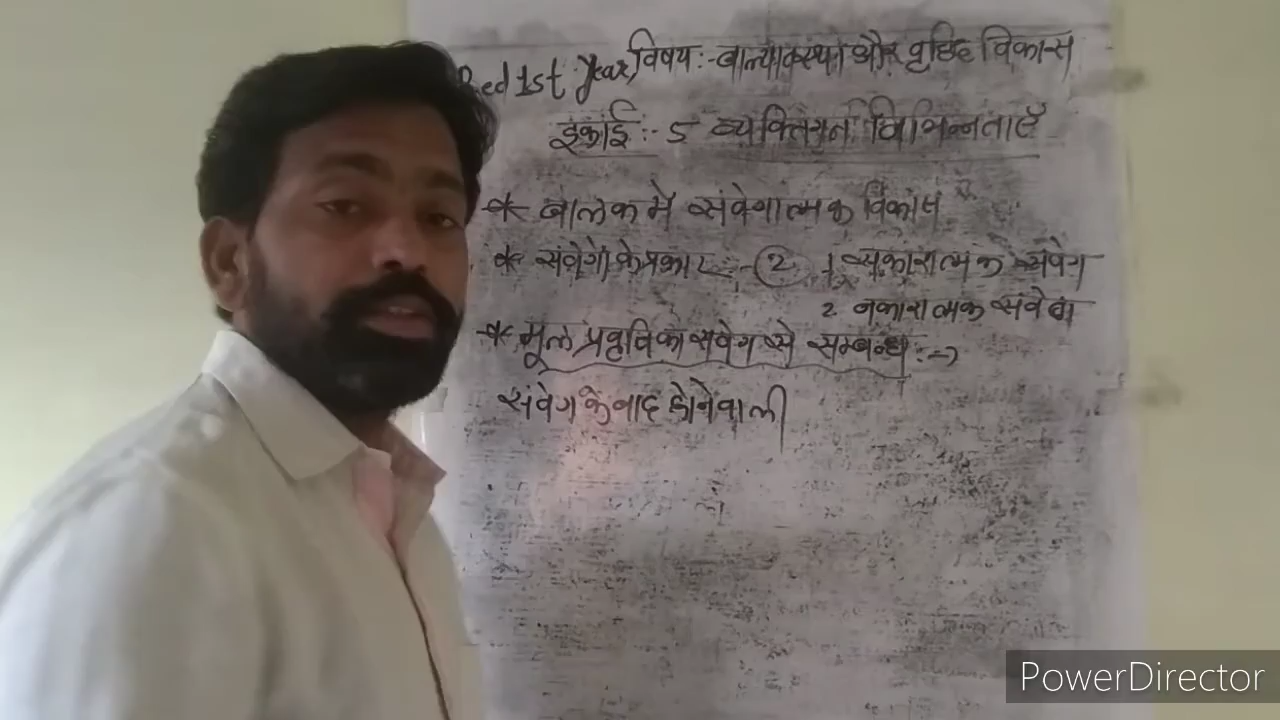 Bed 1st Year, विषय :- बाल्यावस्था और वृद्धि विकास
इकाई :- 5 व्यक्तिगत विभिन्नताएँ
* बालक में संवेगात्मक विकास
* संवेगों के प्रकार :- 2 1. सकारात्मक संवेग
2. नकारात्मक संवेग
* मूल प्रवृत्ति का संवेग से सम्बन्ध :->
संवेग के बाद होने वाली
PowerDirector